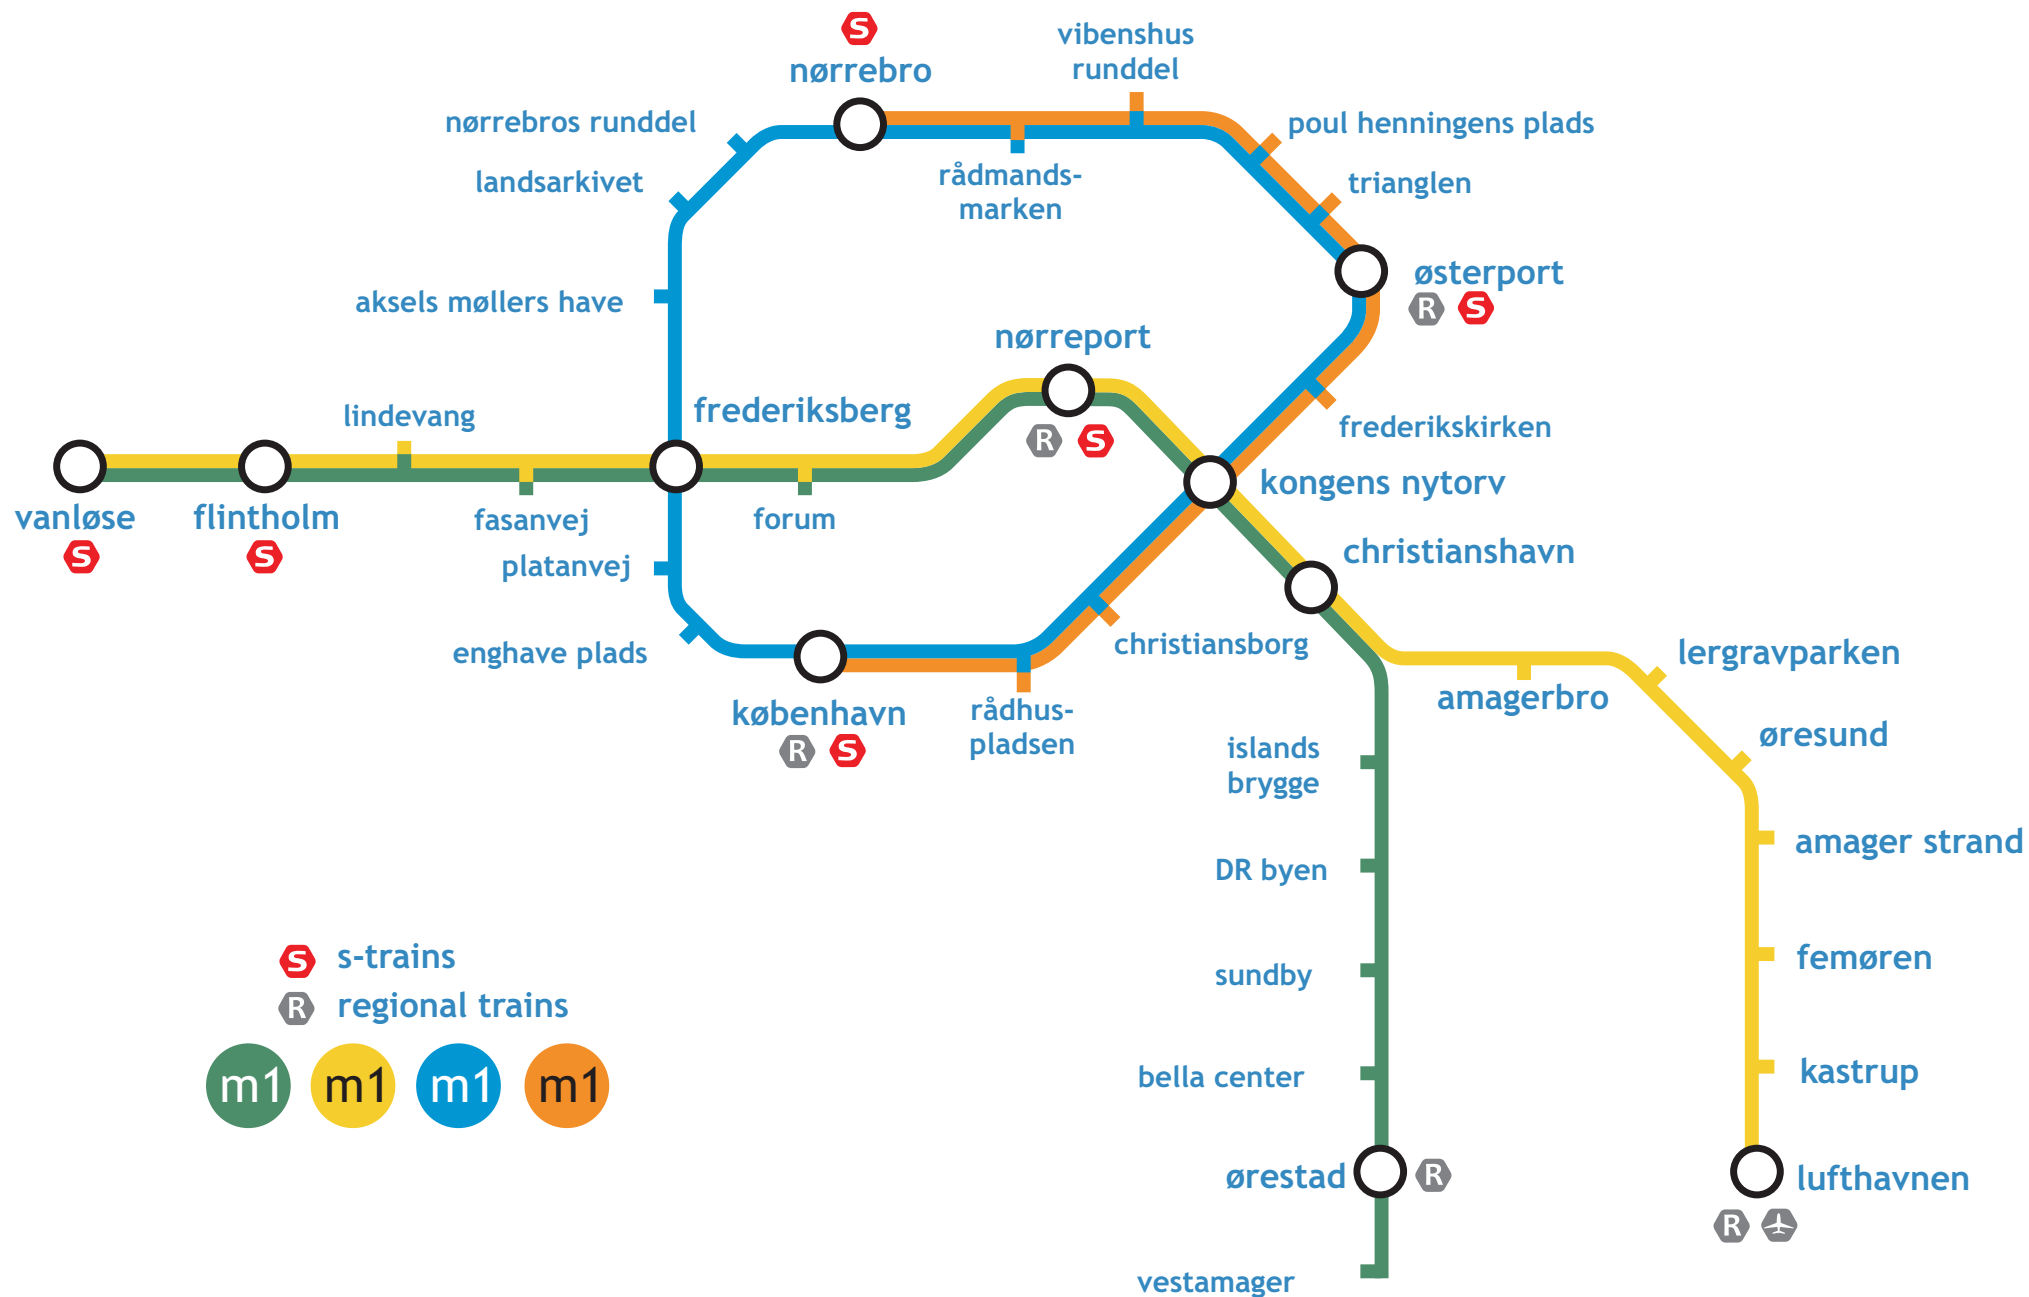 S
nørrebro
vibenshus
runddel
nørrebros runddel
poul henningens plads
landsarkivet
rådmands-
marken
trianglen
østerport
R S
aksels møllers have
nørreport
R S
lindevang
frederiksberg
frederikskirken
kongens nytorv
vanløse
S
flintholm
S
fasanvej
forum
platanvej
christianshavn
enghave plads
christiansborg
lergravparken
københavn
R S
rådhus-
pladsen
amagerbro
øresund
islands
brygge
amager strand
DR byen
femøren
sundby
kastrup
bella center
ørestad R
lufthavnen
R
vestamager
S s-trains
R regional trains
m1 m1 m1 m1